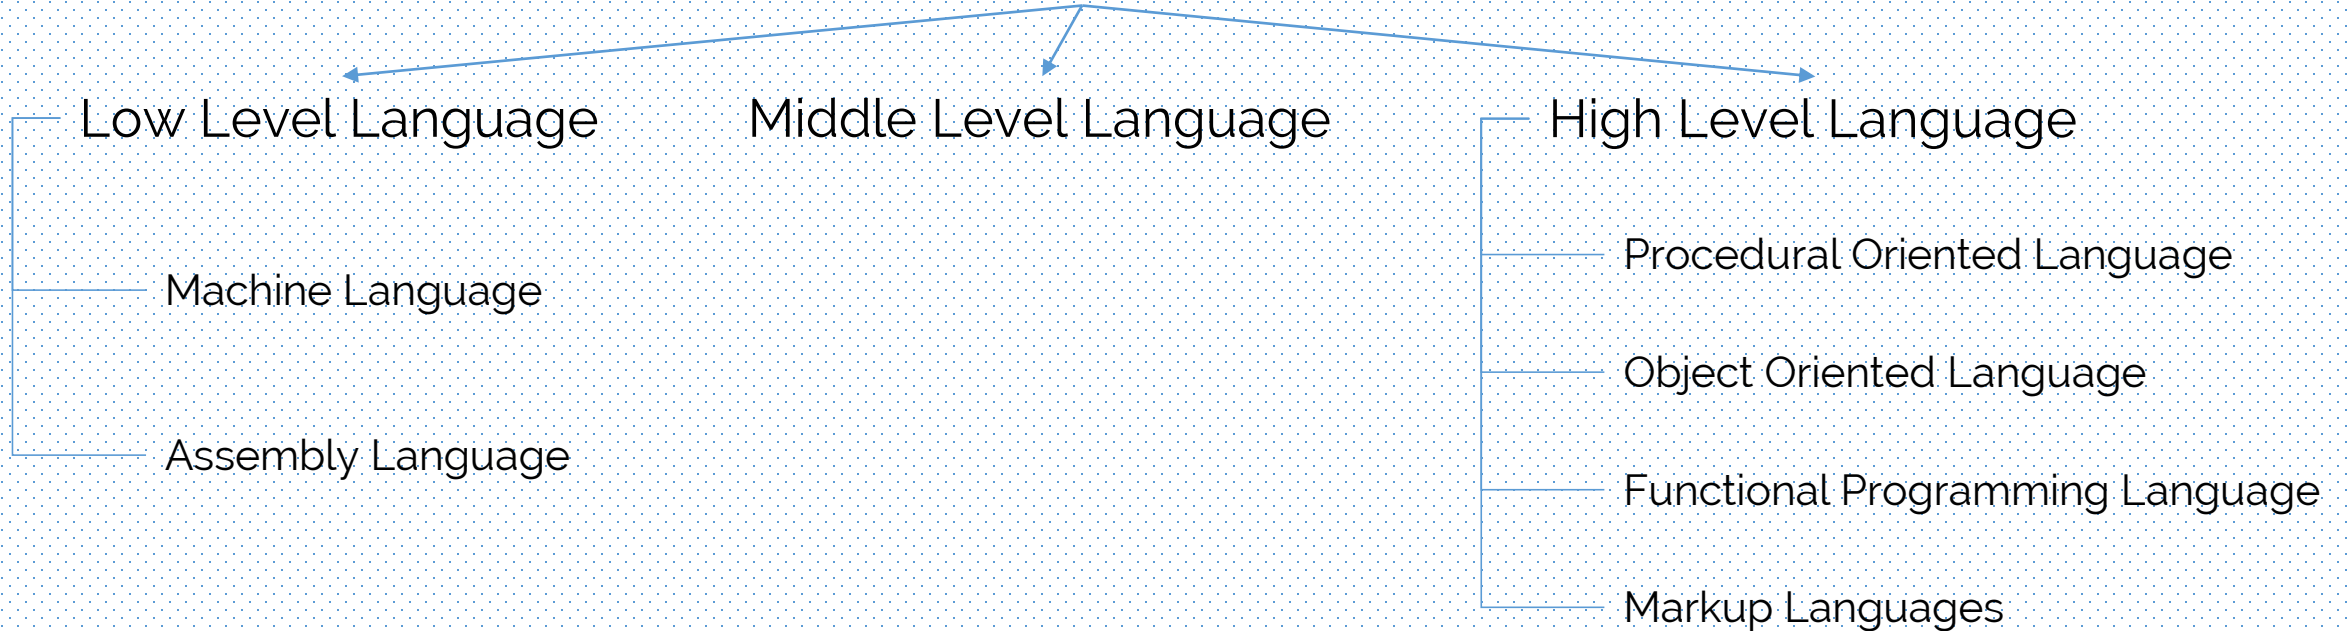 Low Level Language
Middle Level Language
High Level Language
Machine Language
Assembly Language
Procedural Oriented Language
Object Oriented Language
Functional Programming Language
Markup Languages